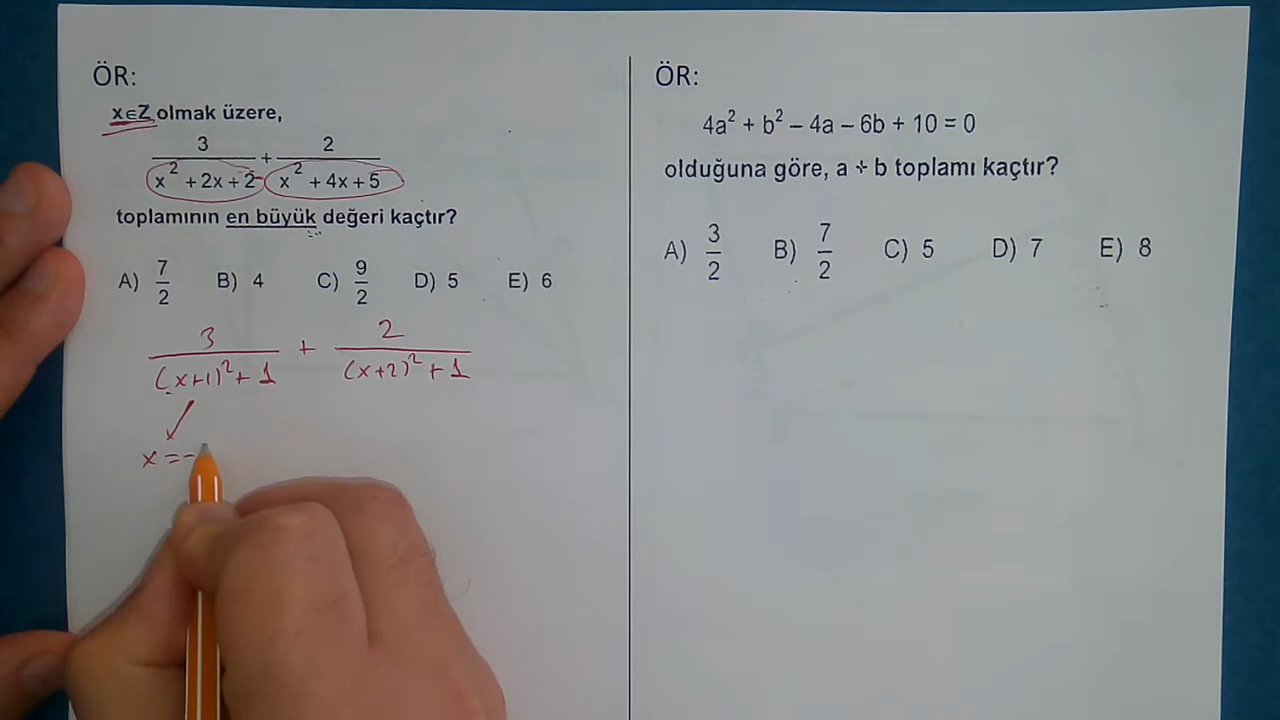 ÖR:
x∈Z olmak üzere,
3/(x² + 2x + 2) + 2/(x² + 4x + 5)
toplamının en büyük değeri kaçtır?
A) 7/2 B) 4 C) 9/2 D) 5 E) 6
3/((x+1)² + 1) + 2/((x+2)² + 1)
x = -
ÖR:
4a² + b² – 4a – 6b + 10 = 0
olduğuna göre, a + b toplamı kaçtır?
A) 3/2 B) 7/2 C) 5 D) 7 E) 8